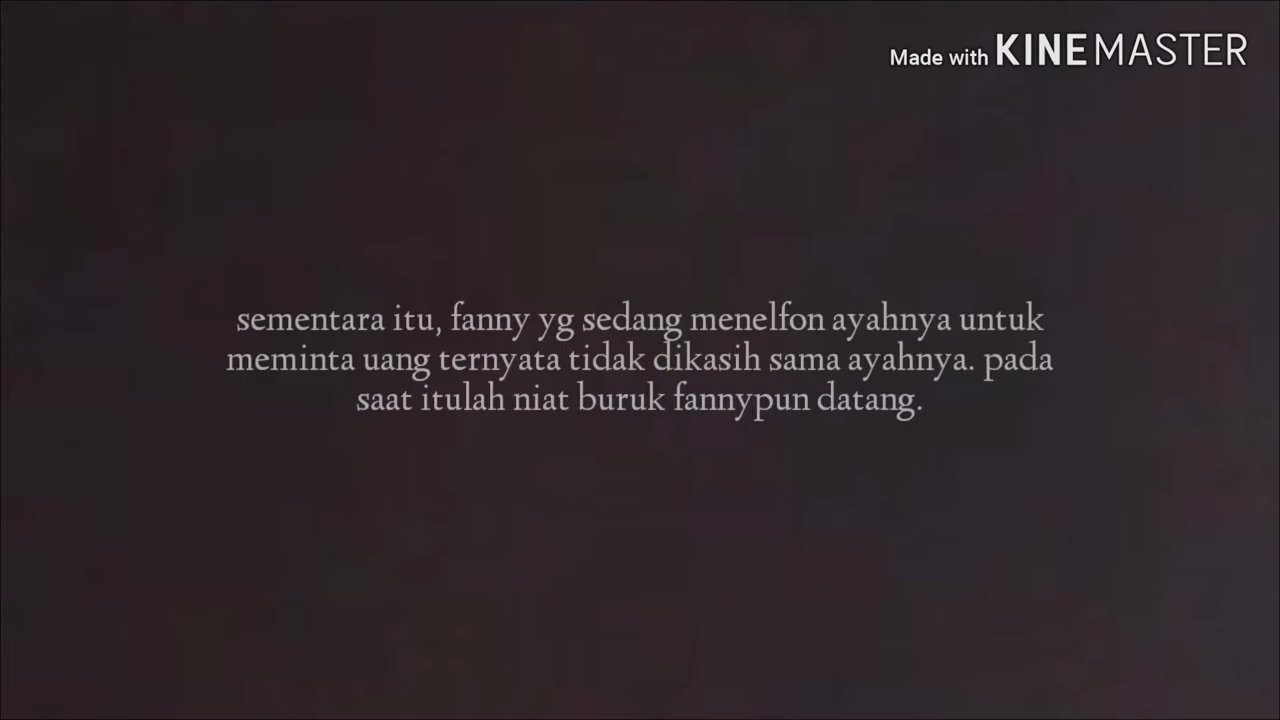 Made with KINEMASTER
sementara itu, fanny yg sedang menelfon ayahnya untuk
meminta uang ternyata tidak dikasih sama ayahnya. pada
saat itulah niat buruk fannypun datang.